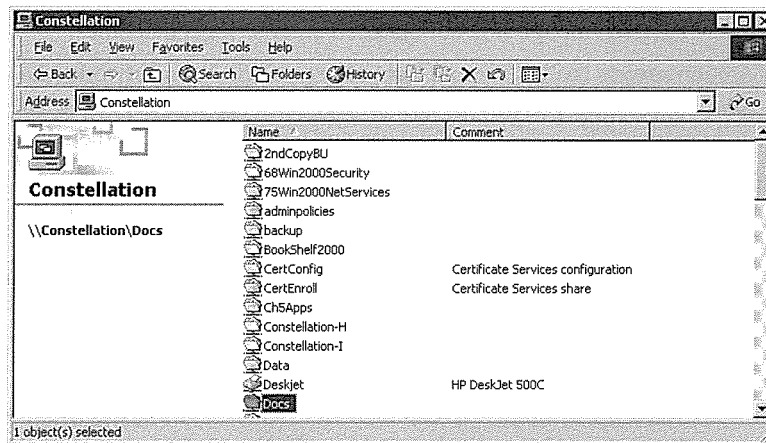 Constellation
File Edit View Favorites Tools Help
Back Search Folders History
Address Constellation Go
Name Comment
Constellation
\\Constellation\Docs
2ndCopyBU
68Win2000Security
75Win2000NetServices
adminpolicies
backup
BookShelf2000
CertConfig Certificate Services configuration
CertEnroll Certificate Services share
Ch5Apps
Constellation-H
Constellation-I
Data
Deskjet HP DeskJet 500C
Docs
1 object(s) selected